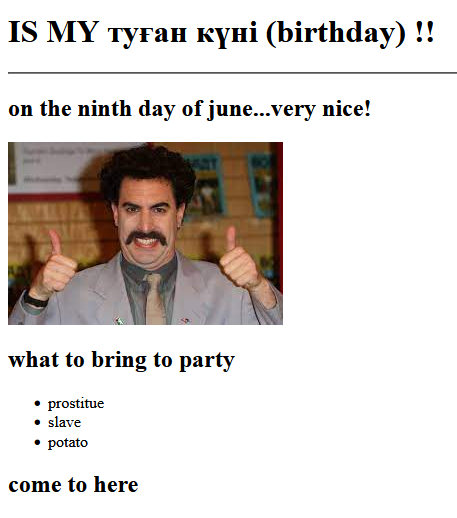 IS MY туған күні (birthday) !!
on the ninth day of june...very nice!
what to bring to party
prostitue
slave
potato
come to here